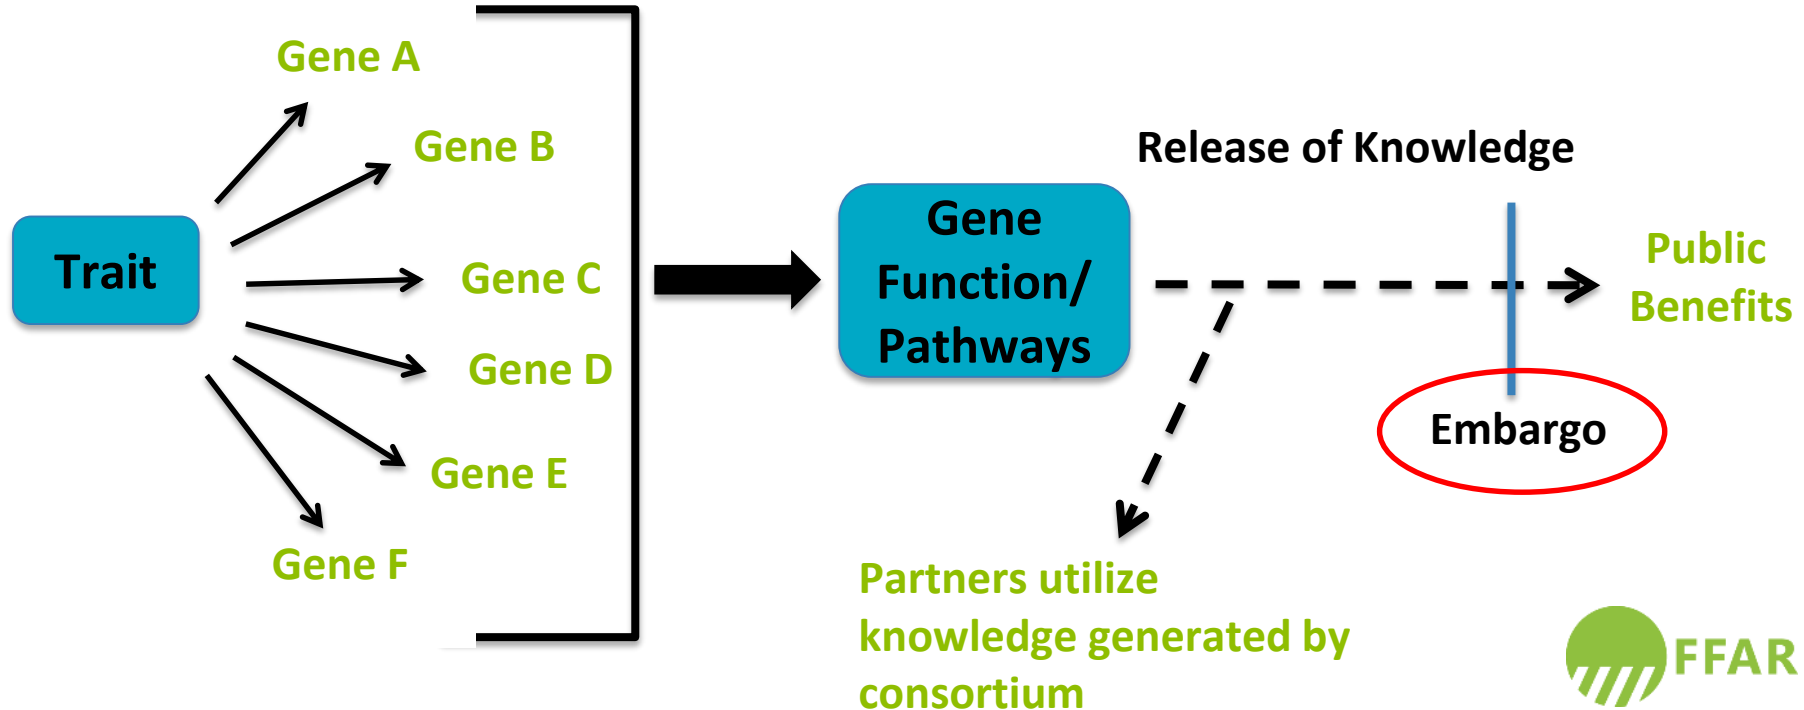 Gene A
Gene B
Trait
Gene C
Gene D
Gene E
Gene F
Gene
Function/
Pathways
Release of Knowledge
Public
Benefits
Embargo
Partners utilize
knowledge generated by
consortium
FFAR